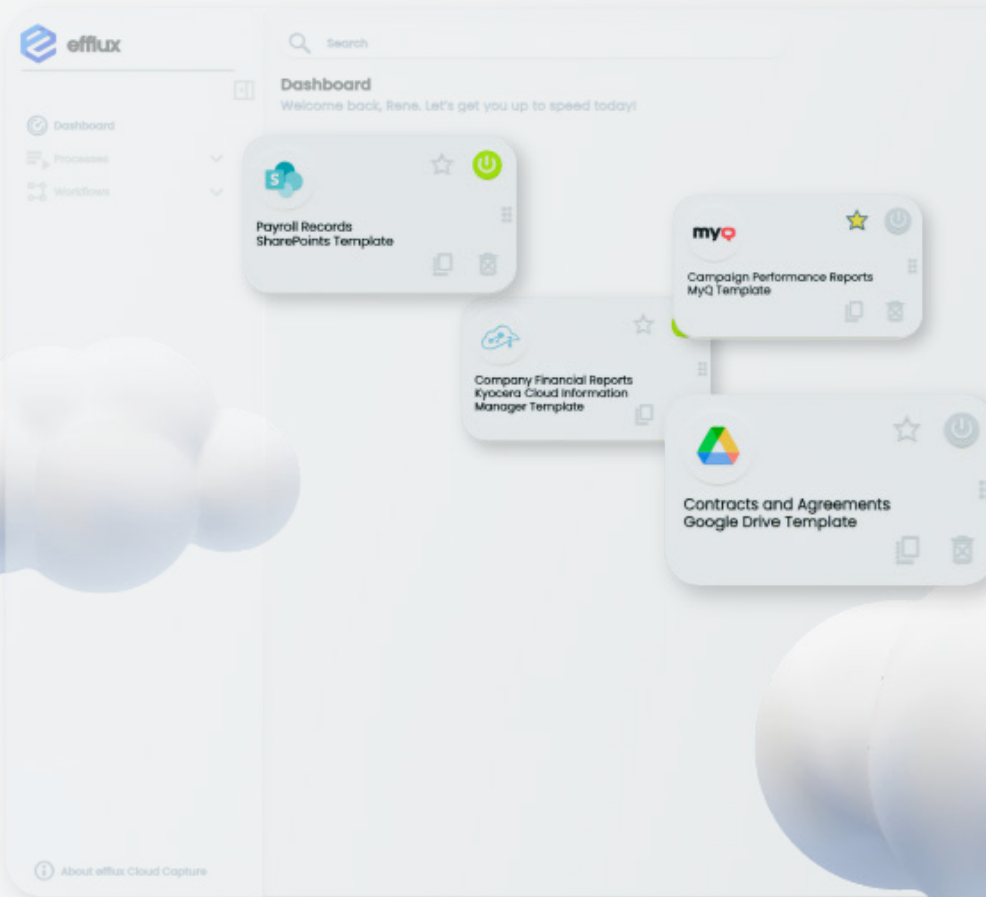 efflux
Search
Dashboard
Welcome back, Rene. Let's get you up to speed today!
Dashboard
Processes
Workflows
S
Payroll Records
SharePoints Template
myQ
Campaign Performance Reports
MyQ Template
Company Financial Reports
Kyocera Cloud Information
Manager Template
Contracts and Agreements
Google Drive Template
About efflux Cloud Capture